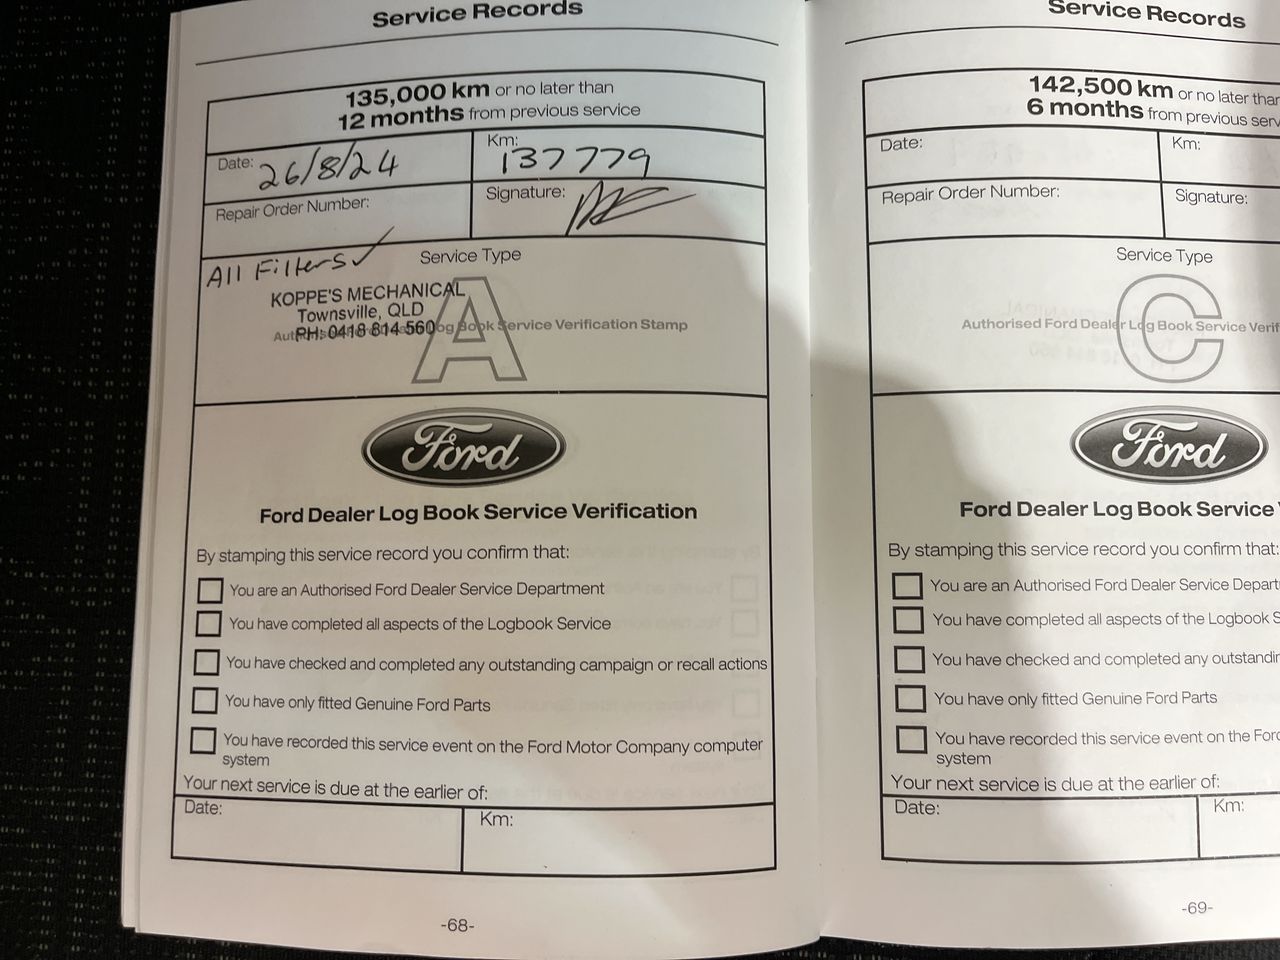 Service Records
135,000 km or no later than
12 months from previous service
Date: 26/8/24
Km: 137779
Repair Order Number:
Signature:
All Filters ✓
Service Type
A
KOPPE'S MECHANICAL
Townsville, QLD
PH: 0418 814 560
Log Book Service Verification Stamp
Ford
Ford Dealer Log Book Service Verification
By stamping this service record you confirm that:
You are an Authorised Ford Dealer Service Department
You have completed all aspects of the Logbook Service
You have checked and completed any outstanding campaign or recall actions
You have only fitted Genuine Ford Parts
You have recorded this service event on the Ford Motor Company computer
system
Your next service is due at the earlier of:
Date:
Km:
-68-
Service Records
142,500 km or no later than
6 months from previous
Date:
Km:
Repair Order Number:
Signature:
Service Type
C
Authorised Ford Dealer Log Book Service
Ford
Ford Dealer Log Book Service
By stamping this service record you confirm that:
You are an Authorised Ford Dealer Service
You have completed all aspects of the Logbook
You have checked and completed any
You have only fitted Genuine Ford Parts
You have recorded this service event on the
system
Your next service is due at the earlier of:
Date:
Km:
-69-